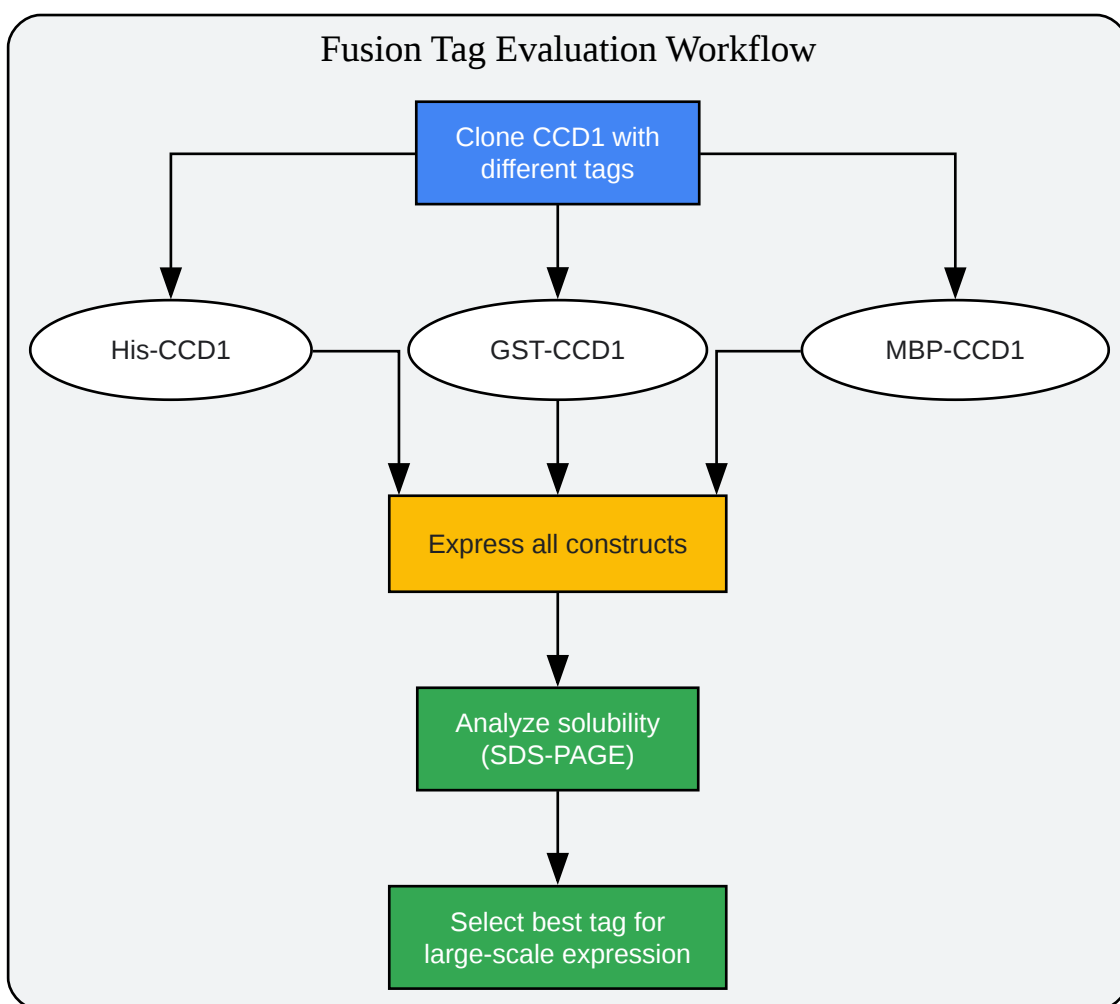 Fusion Tag Evaluation Workflow
Clone CCD1 with
different tags
His-CCD1
GST-CCD1
MBP-CCD1
Express all constructs
Analyze solubility
(SDS-PAGE)
Select best tag for
large-scale expression